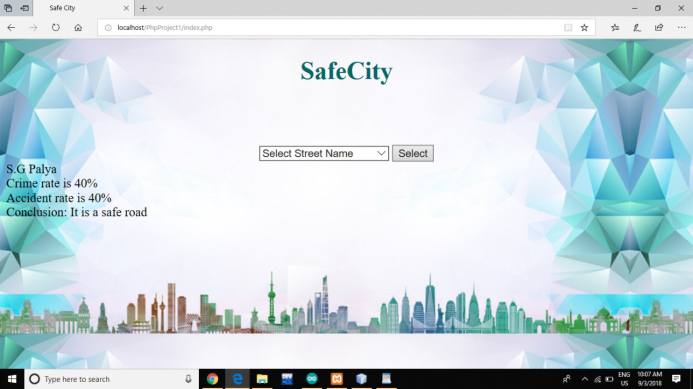 Safe City
localhost/PhpProject1/index.php
SafeCity
Select Street Name Select
S.G Palya
Crime rate is 40%
Accident rate is 40%
Conclusion: It is a safe road
Type here to search
ENG 10:07 AM
US 9/3/2018